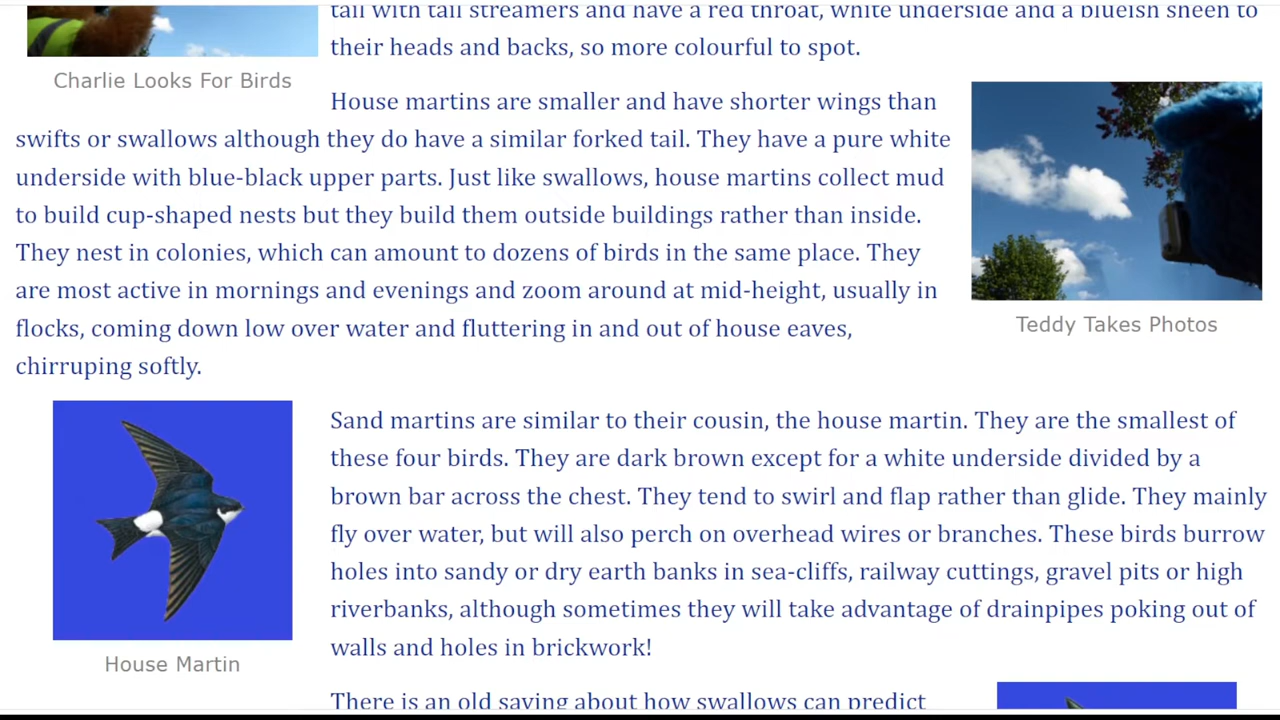 tail with tail streamers and have a red throat, white underside and a blueish sheen to
their heads and backs, so more colourful to spot.
Charlie Looks For Birds
House martins are smaller and have shorter wings than
swifts or swallows although they do have a similar forked tail. They have a pure white
underside with blue-black upper parts. Just like swallows, house martins collect mud
to build cup-shaped nests but they build them outside buildings rather than inside.
They nest in colonies, which can amount to dozens of birds in the same place. They
are most active in mornings and evenings and zoom around at mid-height, usually in
flocks, coming down low over water and fluttering in and out of house eaves,
chirruping softly.
Teddy Takes Photos
Sand martins are similar to their cousin, the house martin. They are the smallest of
these four birds. They are dark brown except for a white underside divided by a
brown bar across the chest. They tend to swirl and flap rather than glide. They mainly
fly over water, but will also perch on overhead wires or branches. These birds burrow
holes into sandy or dry earth banks in sea-cliffs, railway cuttings, gravel pits or high
riverbanks, although sometimes they will take advantage of drainpipes poking out of
walls and holes in brickwork!
House Martin
There is an old saying about how swallows can predict